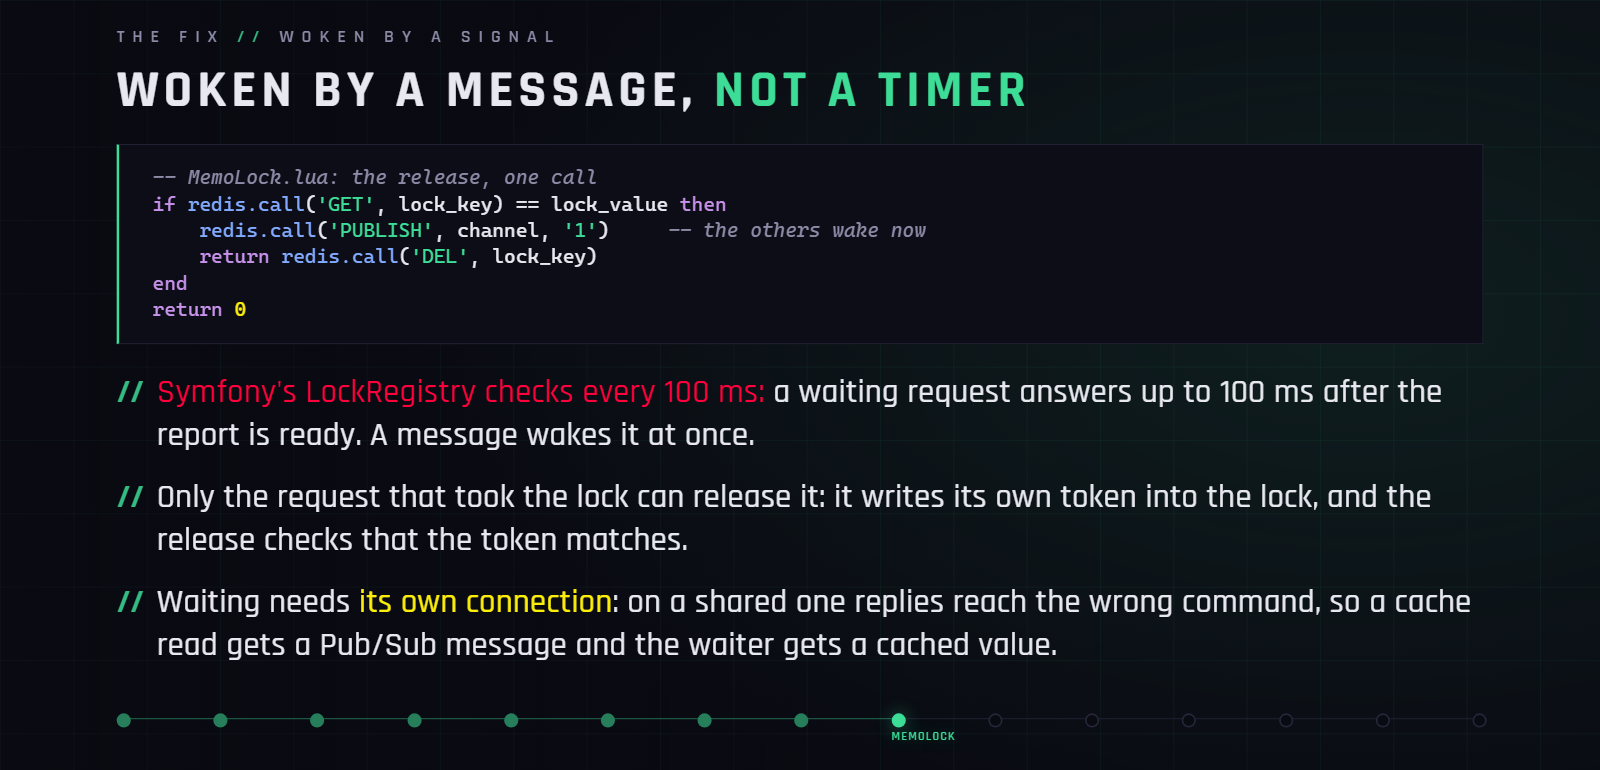 THE FIX // WOKEN BY A SIGNAL
WOKEN BY A MESSAGE, NOT A TIMER
-- MemoLock.lua: the release, one call
if redis.call('GET', lock_key) == lock_value then
    redis.call('PUBLISH', channel, '1')     -- the others wake now
    return redis.call('DEL', lock_key)
end
return 0
// Symfony's LockRegistry checks every 100 ms: a waiting request answers up to 100 ms after the
report is ready. A message wakes it at once.
// Only the request that took the lock can release it: it writes its own token into the lock, and the
release checks that the token matches.
// Waiting needs its own connection: on a shared one replies reach the wrong command, so a cache
read gets a Pub/Sub message and the waiter gets a cached value.
MEMOLOCK